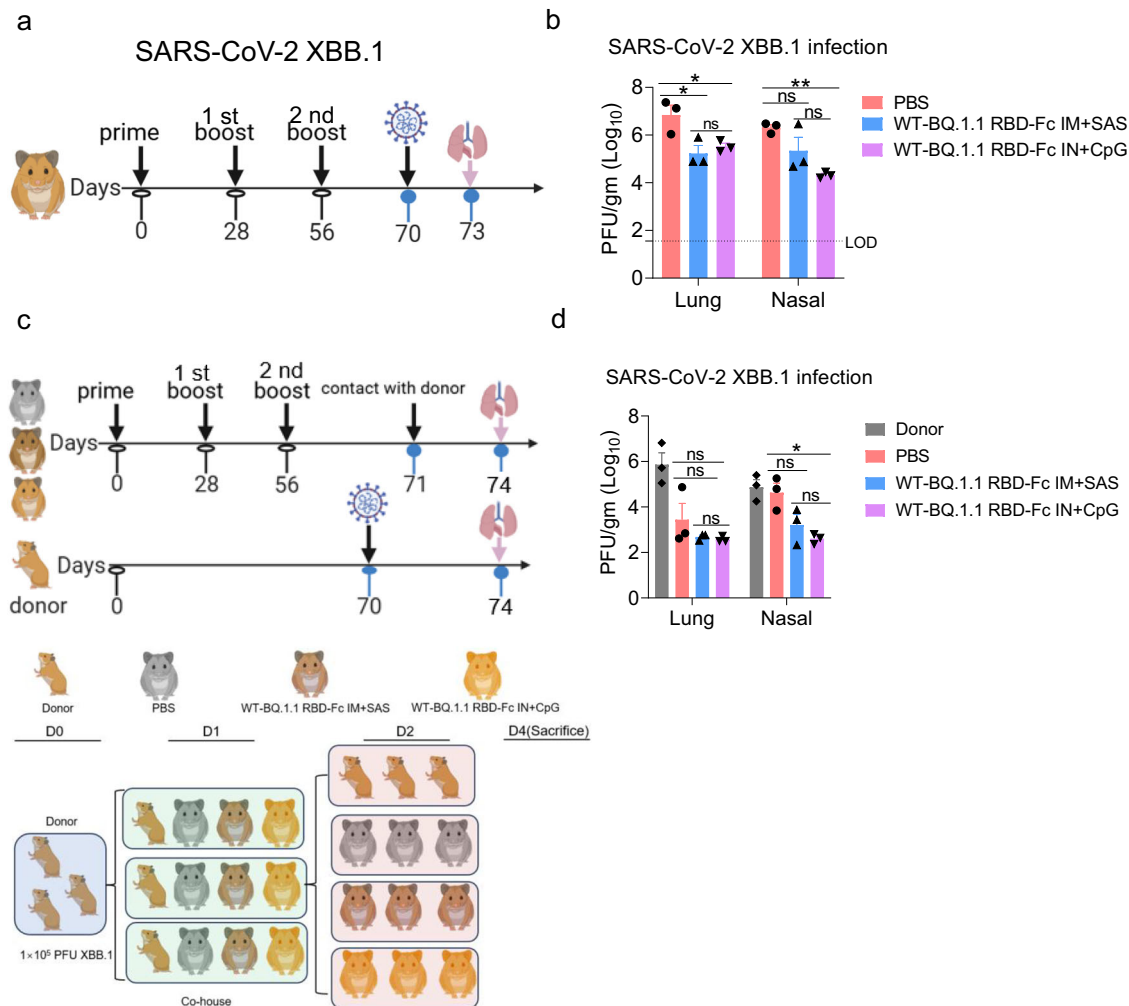 a
SARS-CoV-2 XBB.1
prime
1 st
boost
2 nd
boost
Days
0
28
56
70
73
b
SARS-CoV-2 XBB.1 infection
PFU/gm (Log10)
8
6
4
2
0
*
*
ns
**
ns
ns
LOD
Lung
Nasal
PBS
WT-BQ.1.1 RBD-Fc IM+SAS
WT-BQ.1.1 RBD-Fc IN+CpG
c
prime
1 st
boost
2 nd
boost
contact with donor
Days
0
28
56
71
74
Days
donor
0
70
74
d
SARS-CoV-2 XBB.1 infection
PFU/gm (Log10)
8
6
4
2
0
ns
ns
ns
*
ns
ns
Lung
Nasal
Donor
PBS
WT-BQ.1.1 RBD-Fc IM+SAS
WT-BQ.1.1 RBD-Fc IN+CpG
Donor
PBS
WT-BQ.1.1 RBD-Fc IM+SAS
WT-BQ.1.1 RBD-Fc IN+CpG
D0
D1
D2
D4(Sacrifice)
Donor
1×10⁵ PFU XBB.1
Co-house